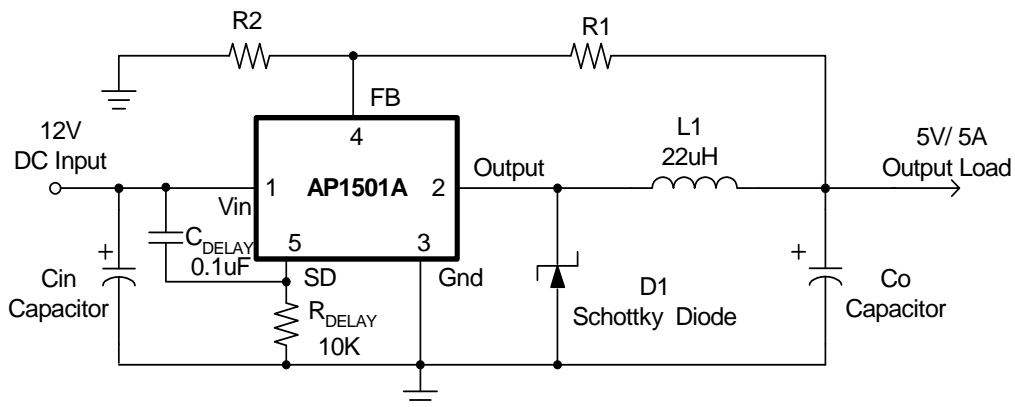 R2
R1
FB
12V
DC Input
4
L1
22uH
5V/ 5A
Output Load
Output
1
AP1501A
2
Vin
C_DELAY
0.1uF
5
3
SD
Gnd
Cin
Capacitor
+
R_DELAY
10K
D1
Schottky Diode
+
Co
Capacitor